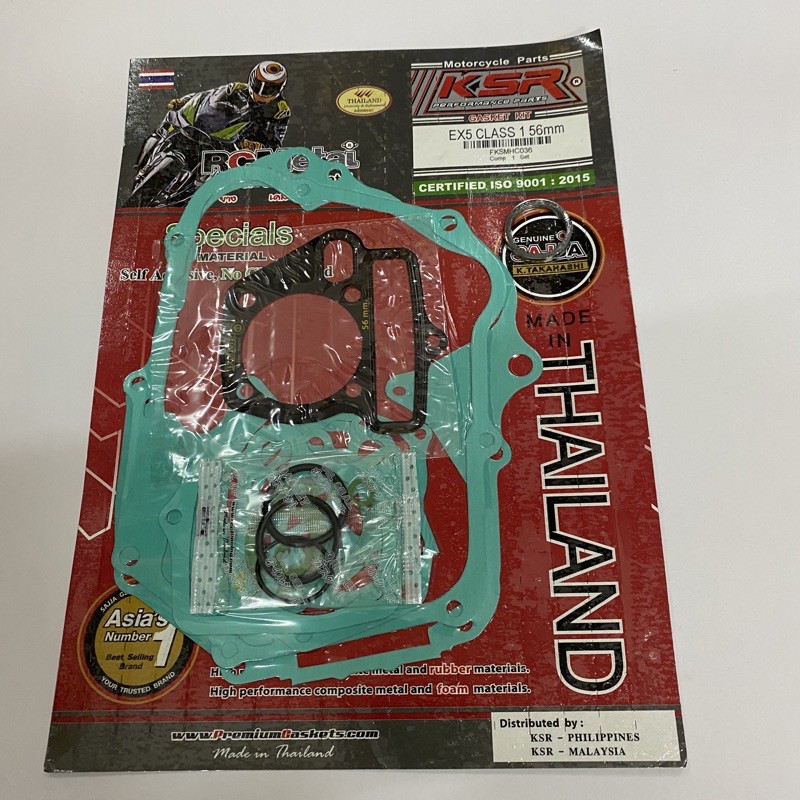 Motorcycle Parts
KSR®
PERFORMANCE PARTS
GASKET KIT
EX5 CLASS 1 56mm
FKSMHC036
Comp 1 Set
CERTIFIED ISO 9001 : 2015
THAILAND
RCMetal®
Specials
MATERIAL
Self Adhesive, No
56 mm
GENUINE
SAJJA
K.TAKAHASHI
MADE
IN
THAILAND
Asia's
Number 1
Best Selling
Brand
YOUR TRUSTED BRAND
composite metal and rubber materials.
High performance composite metal and foam materials.
www.PremiumGaskets.com
Made in Thailand
Distributed by :
KSR - PHILIPPINES
KSR - MALAYSIA